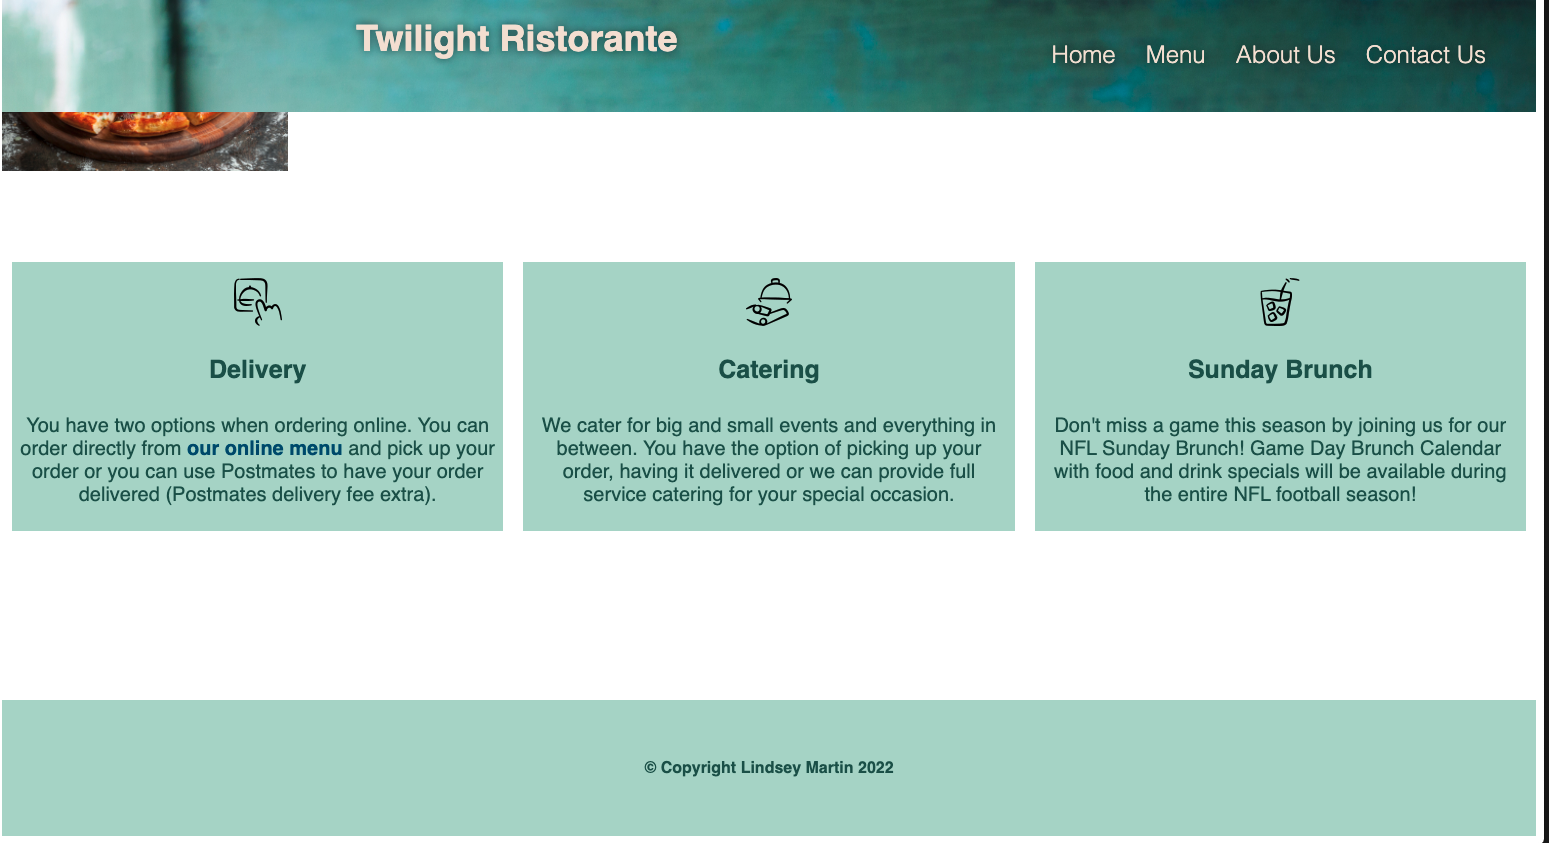 Twilight Ristorante
Home Menu About Us Contact Us
Delivery
You have two options when ordering online. You can
order directly from our online menu and pick up your
order or you can use Postmates to have your order
delivered (Postmates delivery fee extra).
Catering
We cater for big and small events and everything in
between. You have the option of picking up your
order, having it delivered or we can provide full
service catering for your special occasion.
Sunday Brunch
Don't miss a game this season by joining us for our
NFL Sunday Brunch! Game Day Brunch Calendar
with food and drink specials will be available during
the entire NFL football season!
© Copyright Lindsey Martin 2022